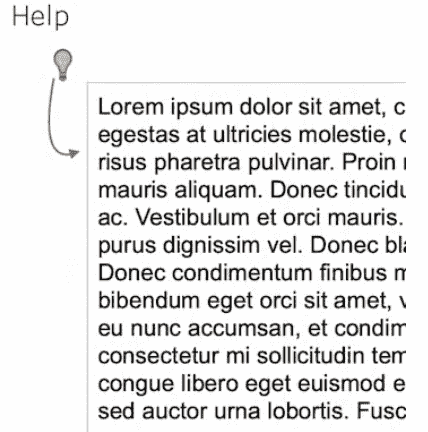 Help
Lorem ipsum dolor sit amet, c
egestas at ultricies molestie, c
risus pharetra pulvinar. Proin
mauris aliquam. Donec tincidu
ac. Vestibulum et orci mauris.
purus dignissim vel. Donec bla
Donec condimentum finibus m
bibendum eget orci sit amet, v
eu nunc accumsan, et condim
consectetur mi sollicitudin tem
congue libero eget euismod e
sed auctor urna lobortis. Fusc